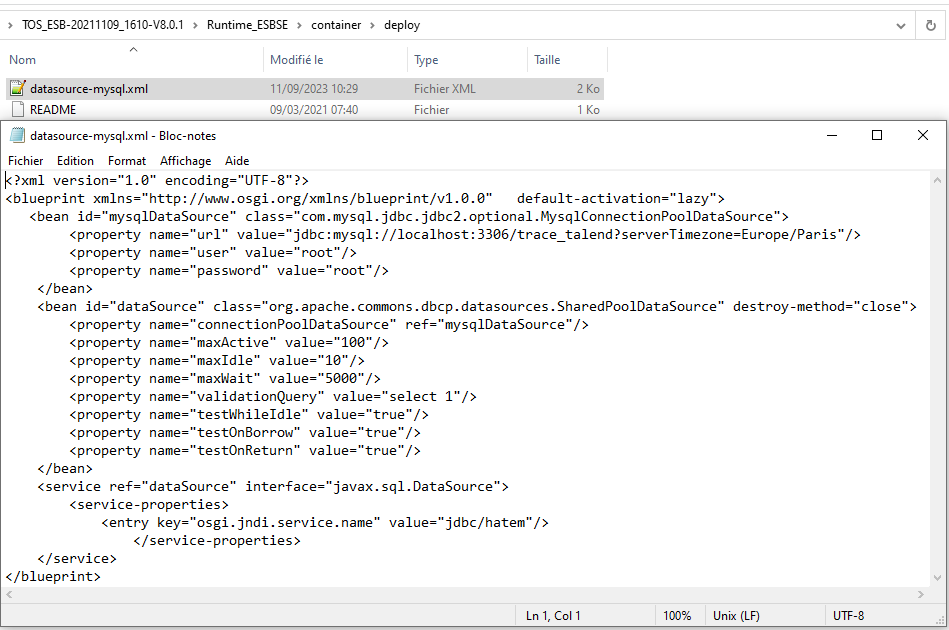 TOS_ESB-20211109_1610-V8.0.1 > Runtime_ESBSE > container > deploy
Nom Modifié le Type Taille
datasource-mysql.xml 11/09/2023 10:29 Fichier XML 2 Ko
README 09/03/2021 07:40 Fichier 1 Ko
datasource-mysql.xml - Bloc-notes
Fichier Edition Format Affichage Aide
<?xml version="1.0" encoding="UTF-8"?>
<blueprint xmlns="http://www.osgi.org/xmlns/blueprint/v1.0.0"   default-activation="lazy">
   <bean id="mysqlDataSource" class="com.mysql.jdbc.jdbc2.optional.MysqlConnectionPoolDataSource">
        <property name="url" value="jdbc:mysql://localhost:3306/trace_talend?serverTimezone=Europe/Paris"/>
        <property name="user" value="root"/>
        <property name="password" value="root"/>
    </bean>
    <bean id="dataSource" class="org.apache.commons.dbcp.datasources.SharedPoolDataSource" destroy-method="close">
        <property name="connectionPoolDataSource" ref="mysqlDataSource"/>
        <property name="maxActive" value="100"/>
        <property name="maxIdle" value="10"/>
        <property name="maxWait" value="5000"/>
        <property name="validationQuery" value="select 1"/>
        <property name="testWhileIdle" value="true"/>
        <property name="testOnBorrow" value="true"/>
        <property name="testOnReturn" value="true"/>
    </bean>
    <service ref="dataSource" interface="javax.sql.DataSource">
        <service-properties>
            <entry key="osgi.jndi.service.name" value="jdbc/hatem"/>
                </service-properties>
    </service>
</blueprint>
Ln 1, Col 1 100% Unix (LF) UTF-8